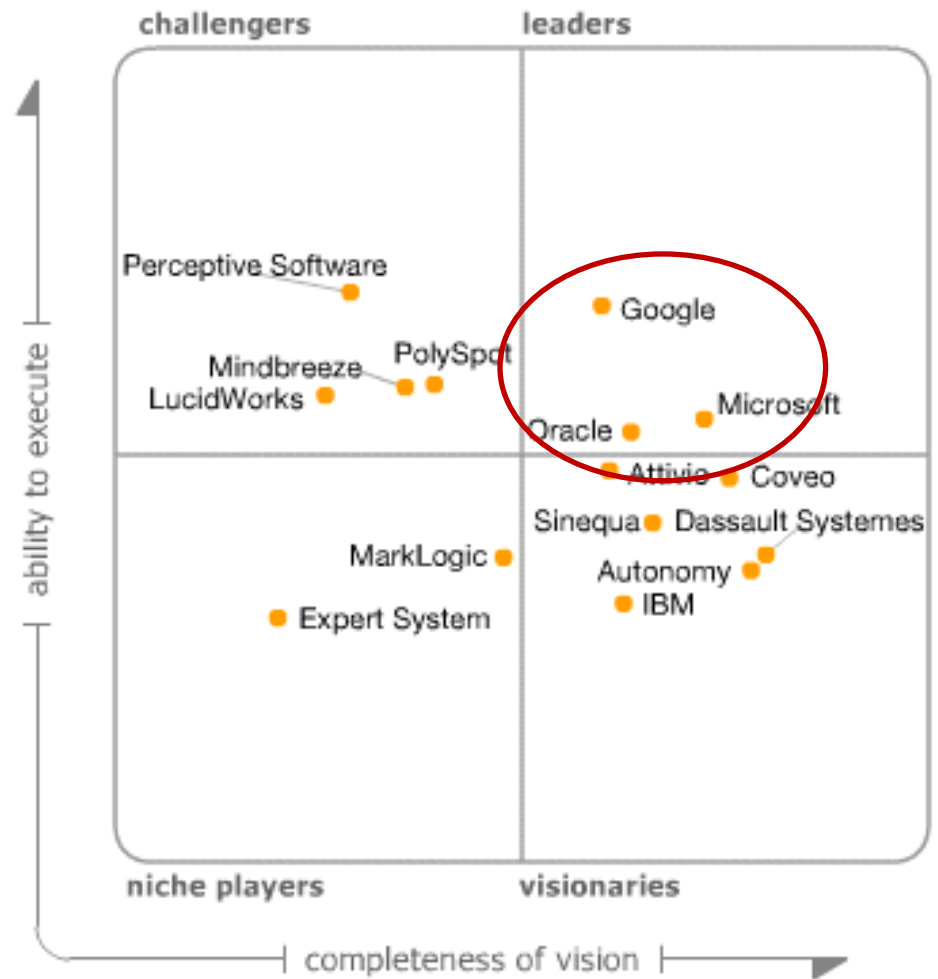 challengers
leaders
Perceptive Software
Google
PolySpot
Mindbreeze
LucidWorks
Microsoft
Oracle
Attivio
Coveo
Sinequa
Dassault Systemes
MarkLogic
Autonomy
IBM
Expert System
ability to execute
niche players
visionaries
completeness of vision